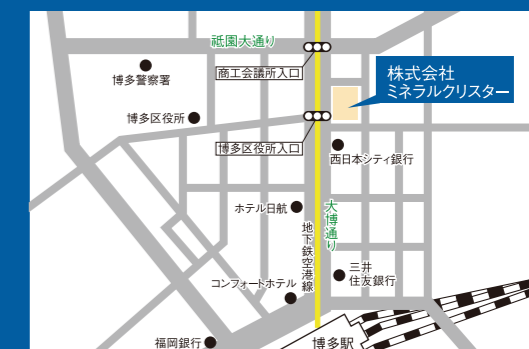 祗園大通り
商工会議所入口
株式会社
ミネラルクリスター
博多警察署
博多区役所
博多区役所入口
西日本シティ銀行
ホテル日航
大博通り
地下鉄空港線
三井
住友銀行
コンフォートホテル
福岡銀行
博多駅